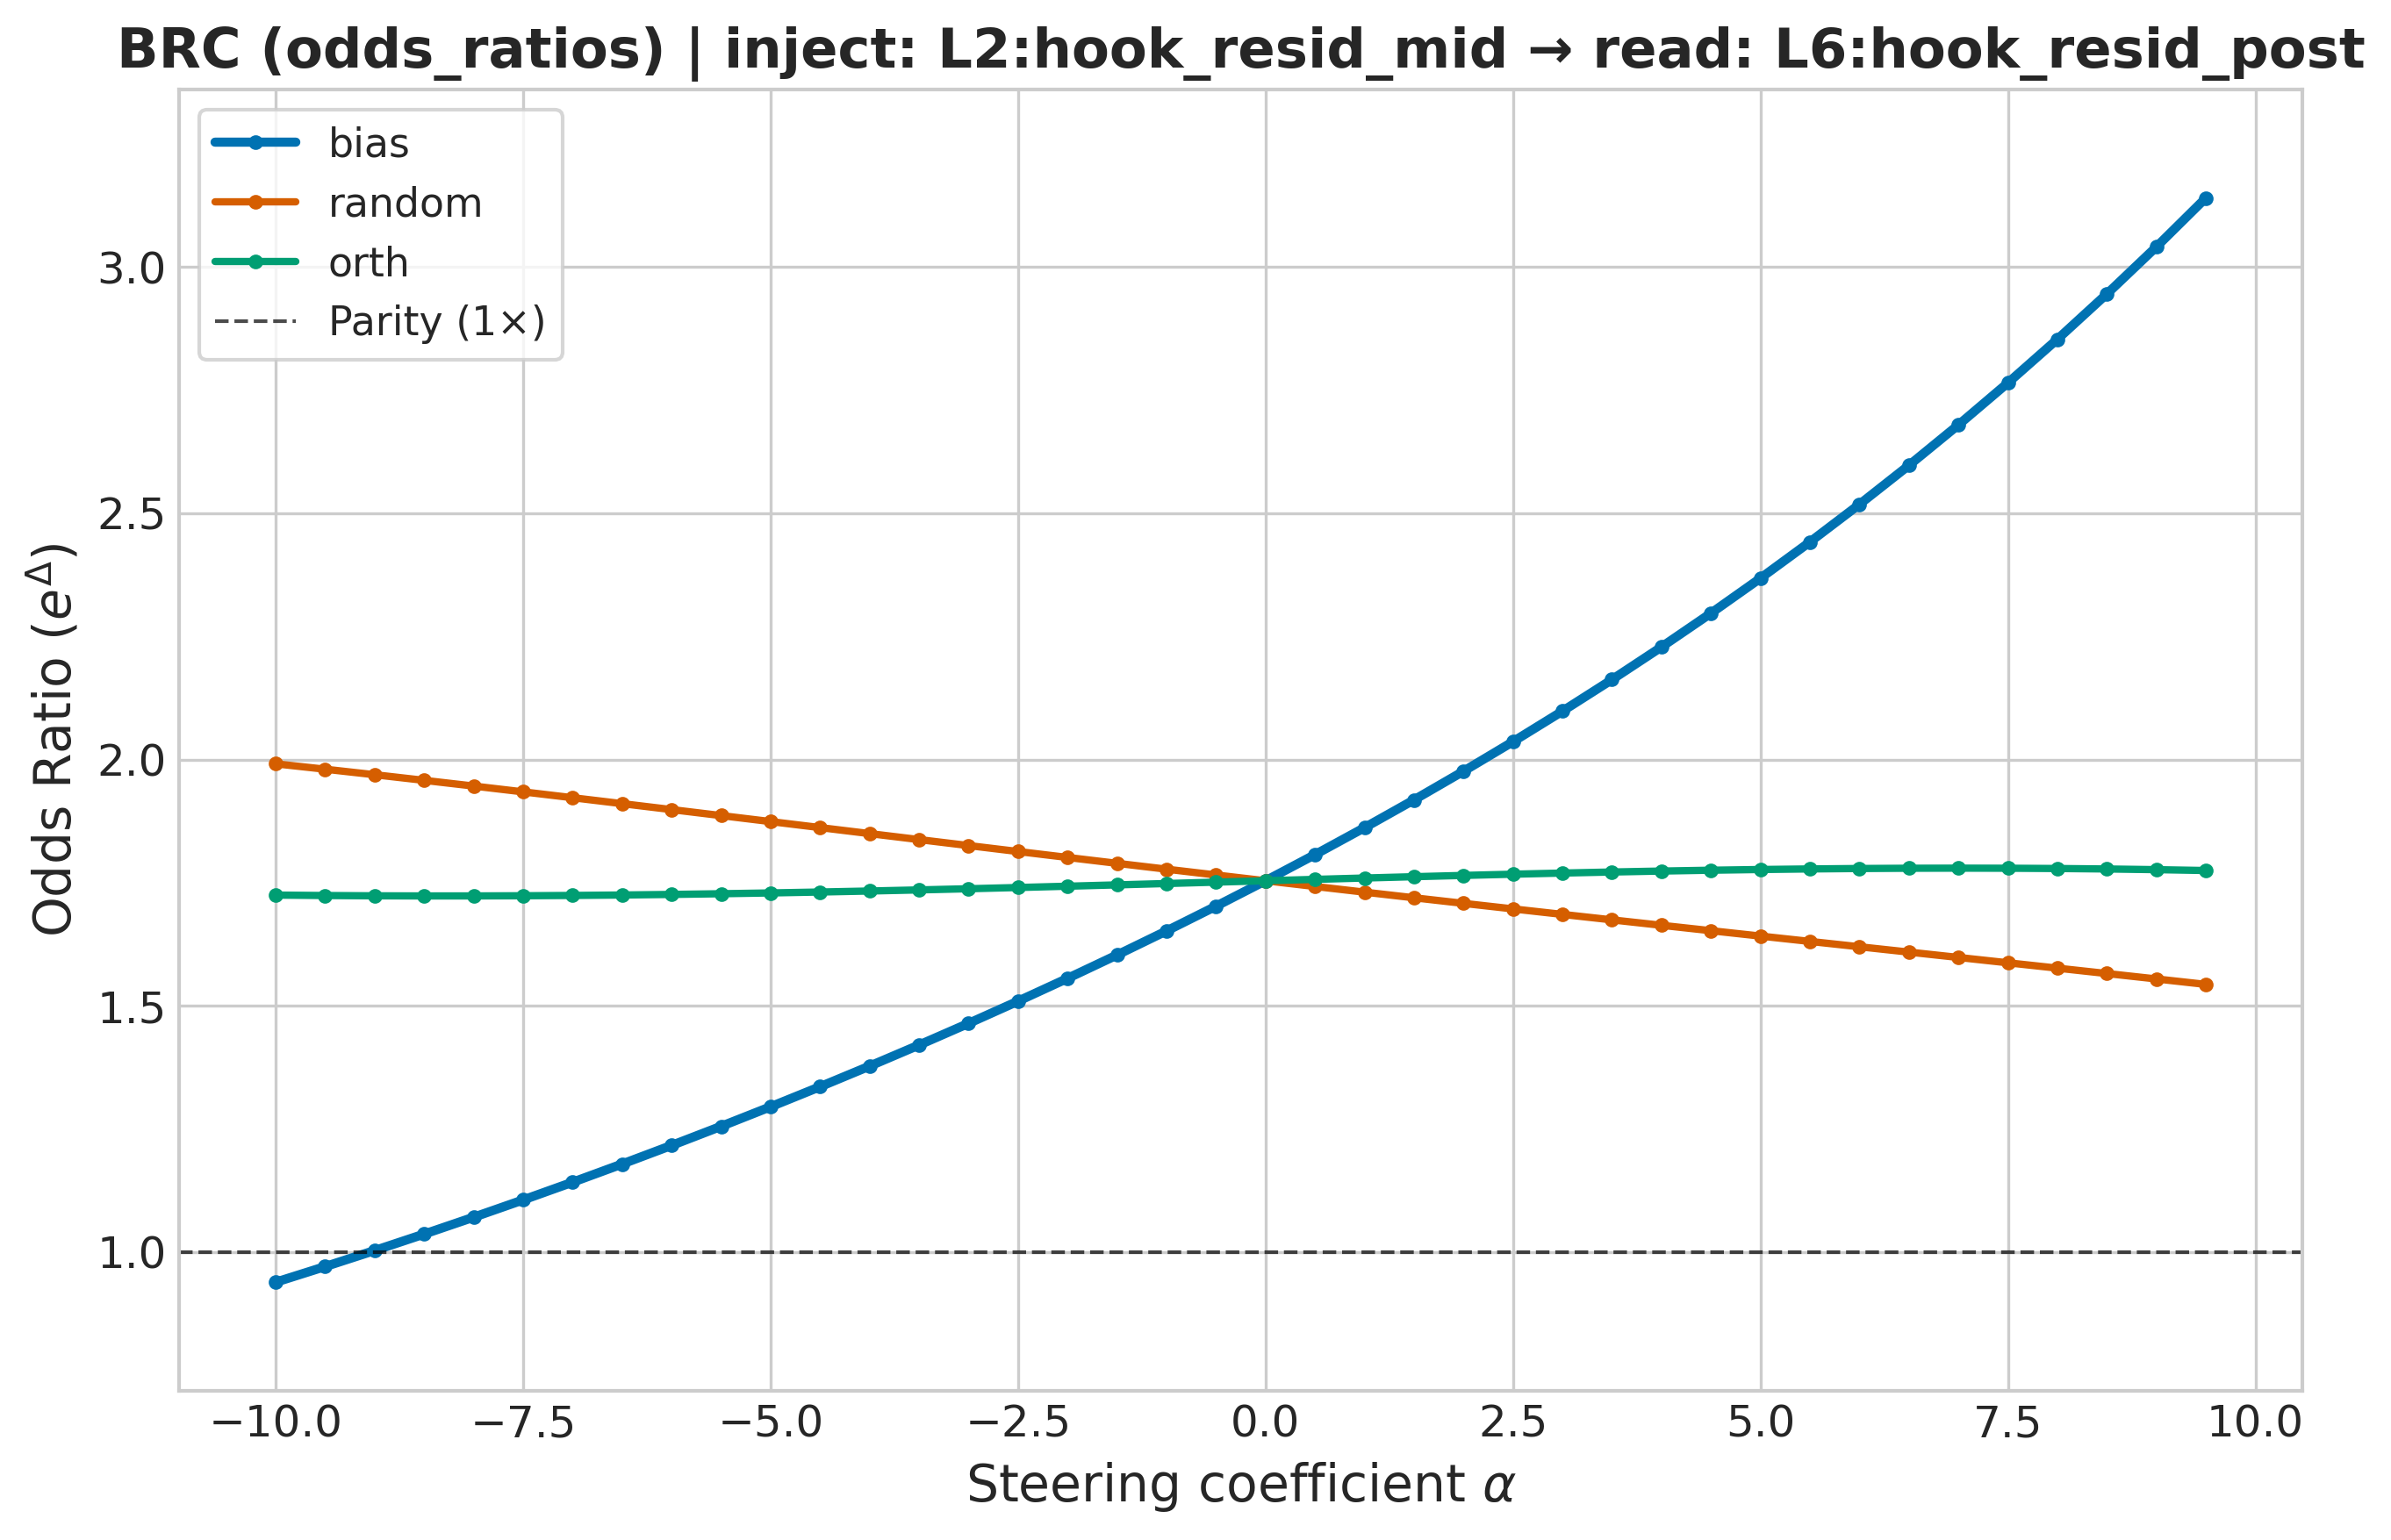 BRC (odds_ratios) | inject: L2:hook_resid_mid → read: L6:hook_resid_post
bias
random
orth
Parity (1×)
Odds Ratio (e^Δ)
3.0
2.5
2.0
1.5
1.0
−10.0 −7.5 −5.0 −2.5 0.0 2.5 5.0 7.5 10.0
Steering coefficient α